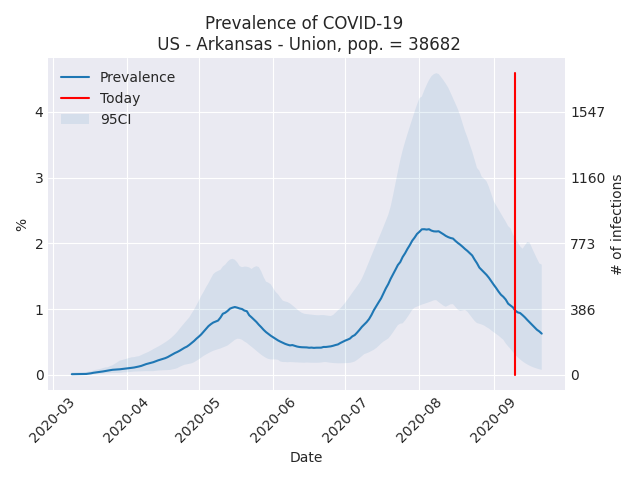 Prevalence of COVID-19
US - Arkansas - Union, pop. = 38682
Prevalence
Today
95CI
4
3
2
1
0
%
1547
1160
773
386
0
# of infections
2020-03
2020-04
2020-05
2020-06
2020-07
2020-08
2020-09
Date